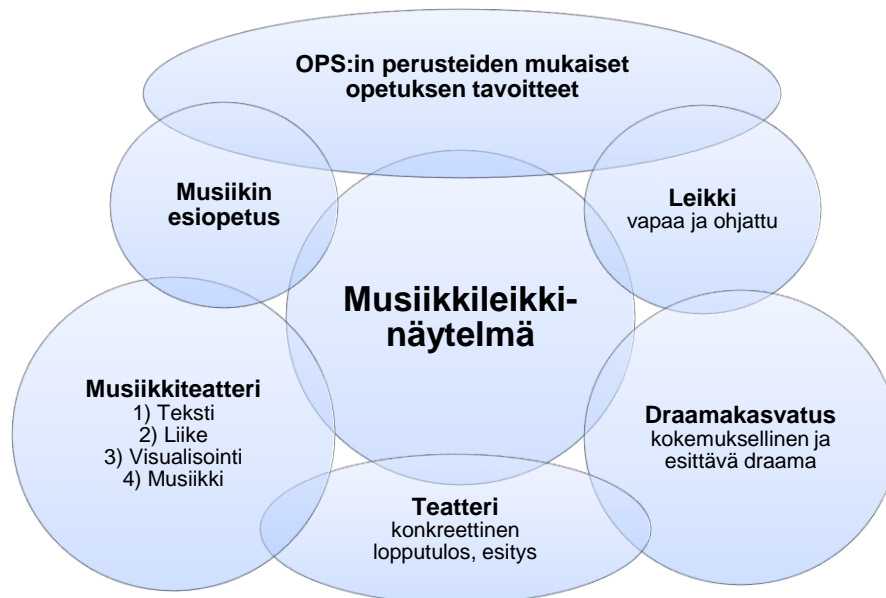 OPS:in perusteiden mukaiset
opetuksen tavoitteet
Musiikin
esiopetus
Leikki
vapaa ja ohjattu
Musiikkileikki-
näytelmä
Musiikkiteatteri
1) Teksti
2) Liike
3) Visualisointi
4) Musiikki
Draamakasvatus
kokemuksellinen ja
esittävä draama
Teatteri
konkreettinen
lopputulos, esitys